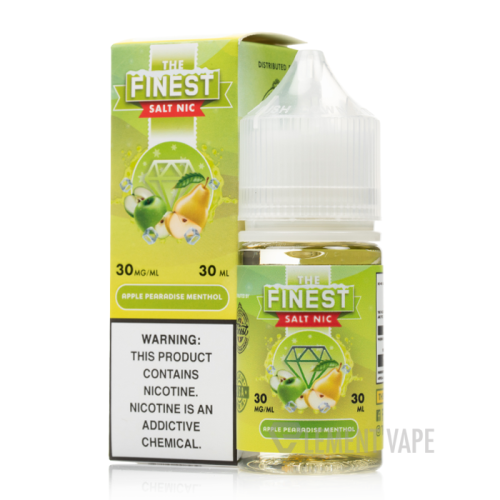 THE
FINEST
SALT NIC
30 MG/ML
30 ML
APPLE PEARADISE MENTHOL
WARNING:
THIS PRODUCT
CONTAINS
NICOTINE.
NICOTINE IS AN
ADDICTIVE
CHEMICAL.
DISTRIBUTED
THE
FINEST
SALT NIC
30
MG/ML
30
ML
APPLE PEARADISE MENTHOL
ELEMENT VAPE